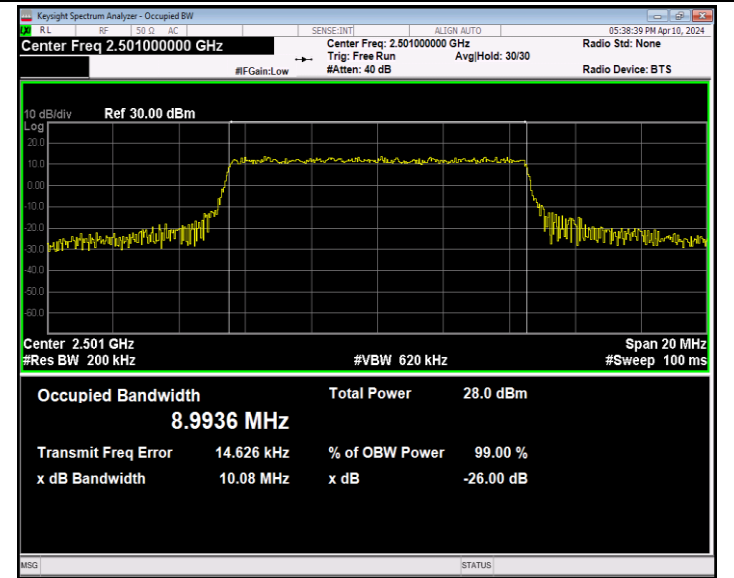 Keysight Spectrum Analyzer - Occupied BW
RL RF 50 Ω AC SENSE:INT ALIGN AUTO 05:38:39 PM Apr 10, 2024
Center Freq 2.501000000 GHz Center Freq: 2.501000000 GHz Radio Std: None
Trig: Free Run Avg|Hold: 30/30
#IFGain:Low #Atten: 40 dB Radio Device: BTS
10 dB/div Ref 30.00 dBm
Log
20.0
10.0
0.00
-10.0
-20.0
-30.0
-40.0
-50.0
-60.0
Center 2.501 GHz Span 20 MHz
#Res BW 200 kHz #VBW 620 kHz #Sweep 100 ms
Occupied Bandwidth Total Power 28.0 dBm
8.9936 MHz
Transmit Freq Error 14.626 kHz % of OBW Power 99.00 %
x dB Bandwidth 10.08 MHz x dB -26.00 dB
MSG STATUS